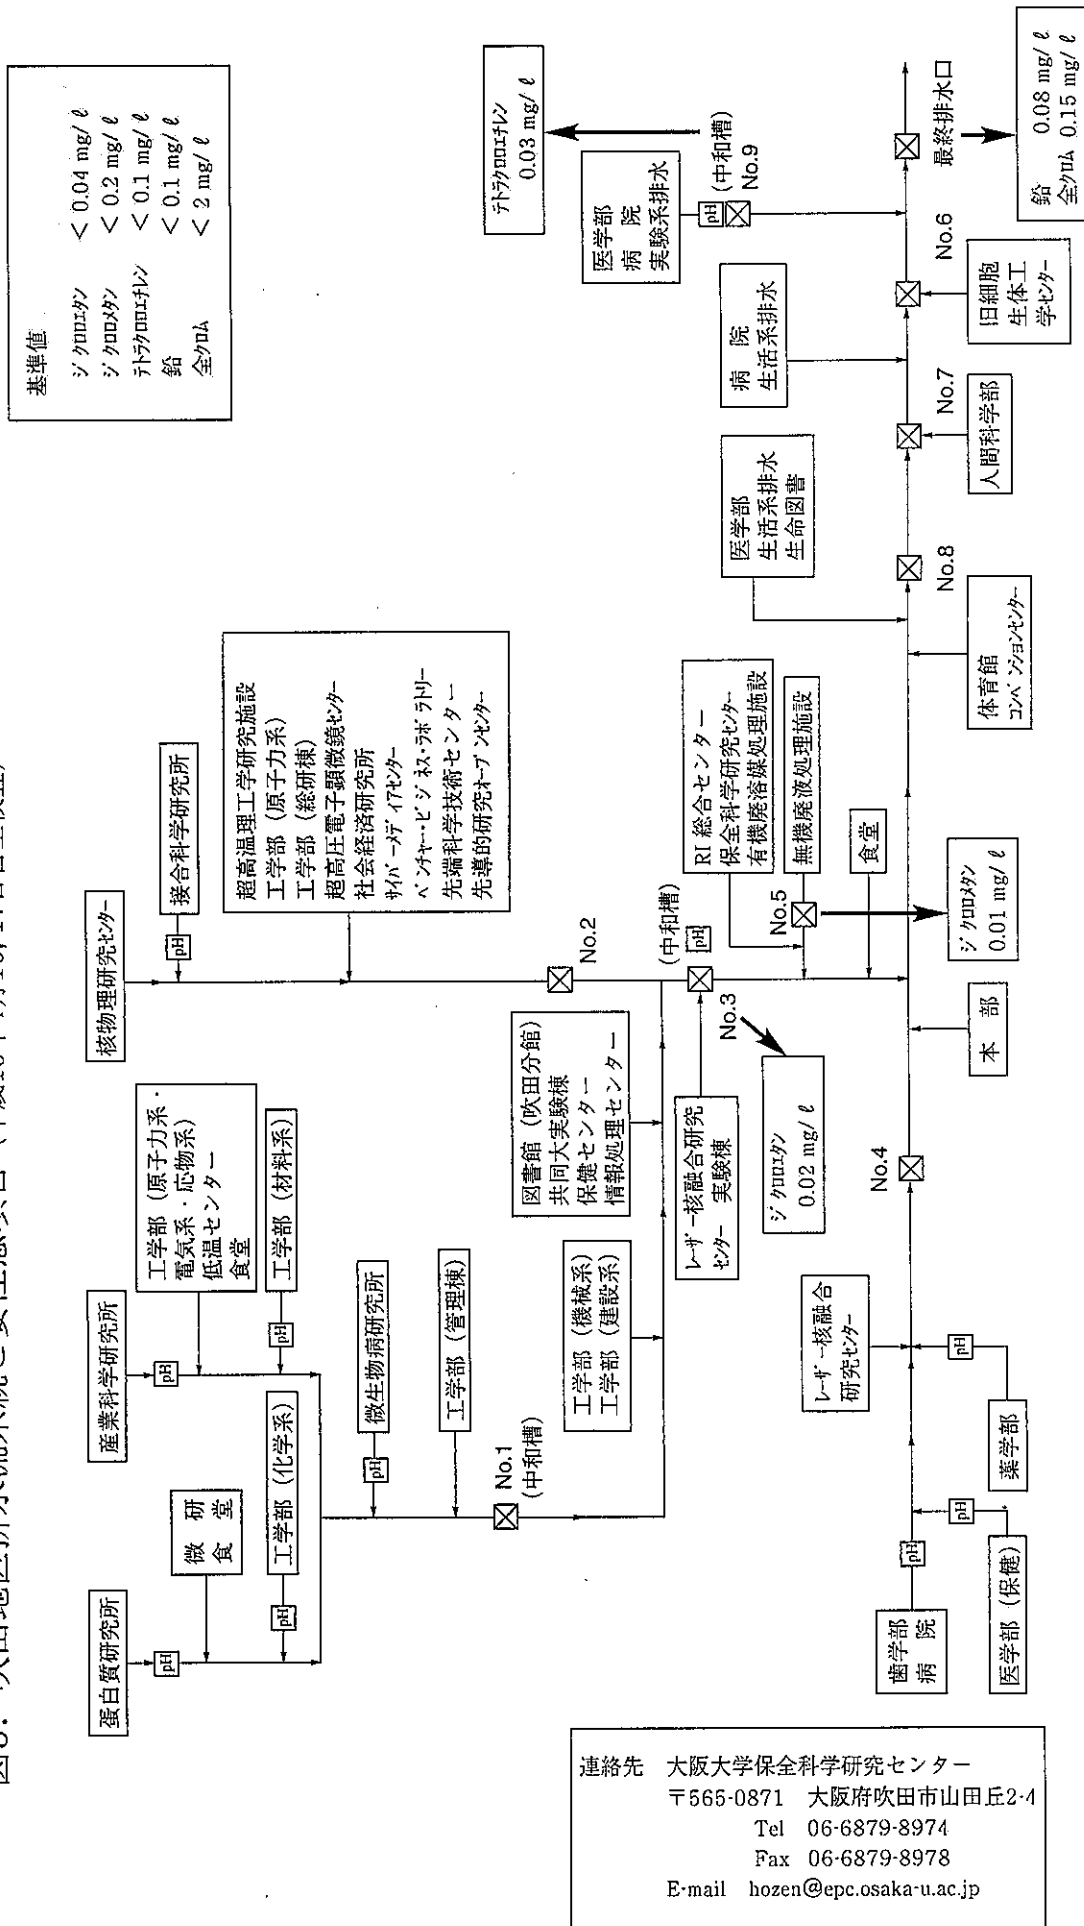 図3. 吹田地区排水流系統と要注意項目
基準値
ジクロロエタン < 0.04 mg/ℓ
ジクロロメタン < 0.2 mg/ℓ
テトラクロロエチレン < 0.1 mg/ℓ
鉛 < 0.1 mg/ℓ
全クロム < 2 mg/ℓ
蛋白質研究所
pH
微研
食堂
工学部（化学系）
pH
産業科学研究所
pH
工学部（原子力系・
電気系・応物系）
低温センター
食堂
工学部（材料系）
pH
微生物病研究所
pH
工学部（管理棟）
No.1
（中和槽）
核物理研究センター
接合科学研究所
pH
超高温理工学研究施設
工学部（原子力系）
工学部（総研棟）
超高圧電子顕微鏡センター
社会経済研究所
サイバーメディアセンター
ベンチャー・ビジネス・ラボラトリー
先端科学技術センター
先導的研究オープンセンター
No.2
工学部（機械系）
工学部（建設系）
図書館（吹田分館）
共同大実験棟
保健センター
情報処理センター
レーザー核融合研究
センター 実験棟
（中和槽）
pH
No.3
ジクロロエタン
0.02 mg/ℓ
RI 総合センター
保全科学研究センター
有機廃溶媒処理施設
無機廃液処理施設
No.5
食堂
ジクロロメタン
0.01 mg/ℓ
歯学部
病院
pH
医学部（保健）
pH
薬学部
pH
レーザー核融合
研究センター
No.4
本部
体育館
コンベンションセンター
医学部
生活系排水
生命図書
No.8
人間科学部
No.7
病院
生活系排水
旧細胞
生体工
学センター
No.6
医学部
病院
実験系排水
pH
（中和槽）
No.9
テトラクロロエチレン
0.03 mg/ℓ
最終排水口
鉛 0.08 mg/ℓ
全クロム 0.15 mg/ℓ
連絡先 大阪大学保全科学研究センター
〒565-0871 大阪府吹田市山田丘2-4
Tel 06-6879-8974
Fax 06-6879-8978
E-mail hozen@epc.osaka-u.ac.jp